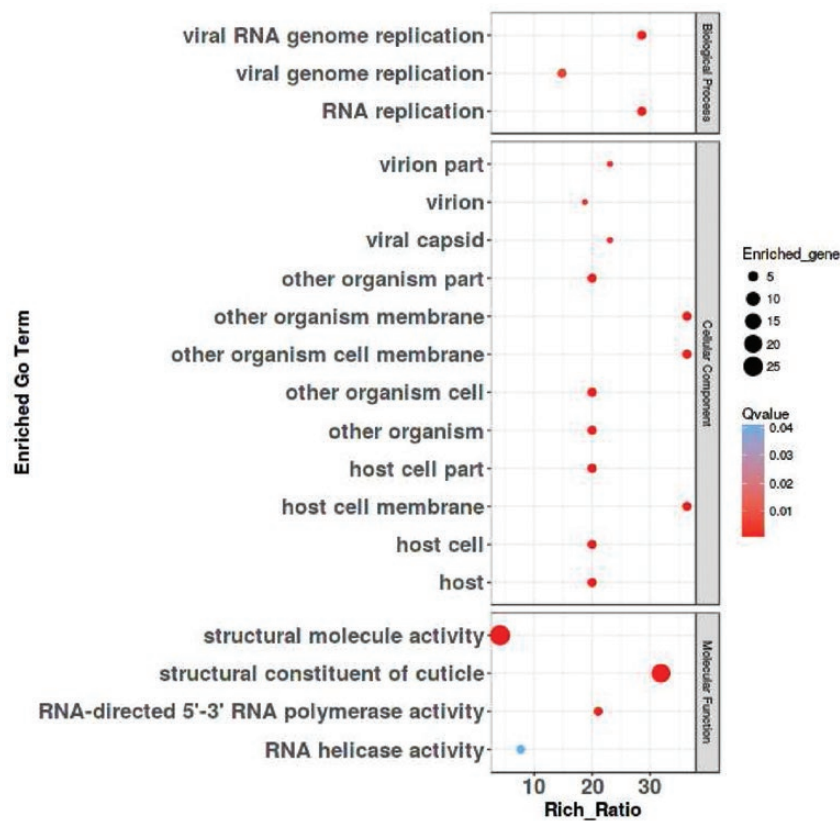 viral RNA genome replication
viral genome replication
RNA replication
Biological Process
virion part
virion
viral capsid
other organism part
other organism membrane
other organism cell membrane
other organism cell
other organism
host cell part
host cell membrane
host cell
host
Cellular Component
structural molecule activity
structural constituent of cuticle
RNA-directed 5'-3' RNA polymerase activity
RNA helicase activity
Molecular Function
Enriched Go Term
10 20 30
Rich_Ratio
Enriched_gene
5
10
15
20
25
Qvalue
0.04
0.03
0.02
0.01